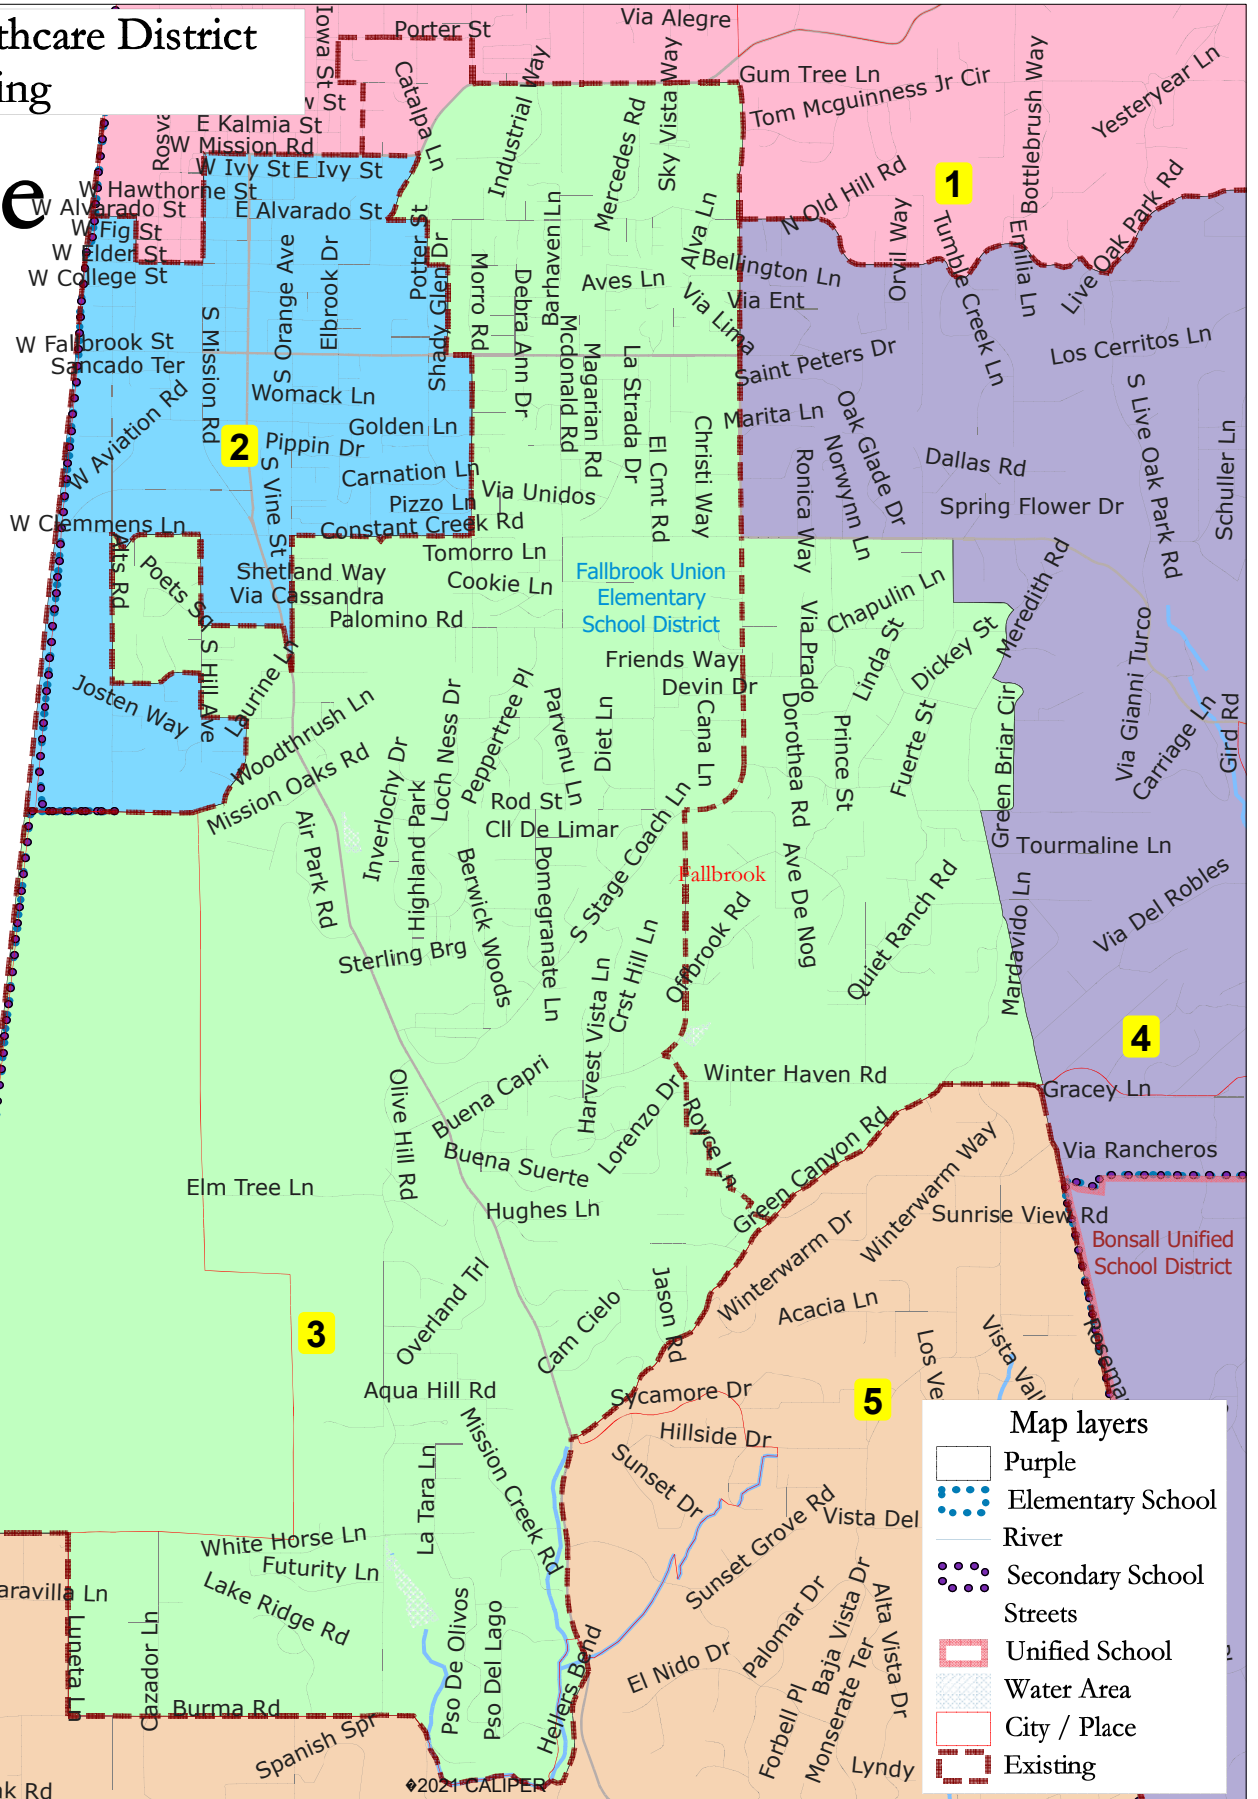 thcare District
ing
e
Iowa St
Porter St
Via Alegre
Catalpa Ln
Industrial Way
Mercedes Rd
Sky Vista Way
Gum Tree Ln
Tom Mcguinness Jr Cir
Bottlebrush Way
Yesteryear Ln
w St
E Kalmia St
W Mission Rd
W Ivy St
E Ivy St
W Hawthorne St
W Alvarado St
E Alvarado St
W Fig St
W Elder St
W College St
1
N Old Hill Rd
Orvil Way
Tumble Creek Ln
Emilia Ln
Live Oak Park Rd
Potter St
Shady Glen Dr
Morro Rd
Debra Ann Dr
Barhaven Ln
Aves Ln
Alva Ln
Bellington Ln
Via Ent
Via Lima
S Mission Rd
S Orange Ave
Elbrook Dr
W Fallbrook St
Sancado Ter
Mcdonald Rd
Magarian Rd
La Strada Dr
Saint Peters Dr
Los Cerritos Ln
Womack Ln
Golden Ln
W Aviation Rd
2
Pippin Dr
Carnation Ln
Pizzo Ln
S Vine St
Constant Creek Rd
W Clemmens Ln
Via Unidos
El Cmt Rd
Christi Way
Marita Ln
Oak Glade Dr
Norwynn Ln
Ronica Way
Dallas Rd
Spring Flower Dr
S Live Oak Park Rd
Schuller Ln
Alts Rd
Poets Sq
Shetland Way
Via Cassandra
Tomorro Ln
Cookie Ln
Palomino Rd
Fallbrook Union
Elementary
School District
Friends Way
Devin Dr
Chapulin Ln
Via Prado
Linda St
Dickey St
Meredith Rd
Josten Way
S Hill Ave
Laurine Ln
Woodthrush Ln
Mission Oaks Rd
Inverlochy Dr
Highland Park
Loch Ness Dr
Peppertree Pl
Parvenu Ln
Diet Ln
Cana Ln
Dorothea Rd
Prince St
Fuerte St
Green Briar Cir
Via Gianni Turco
Carriage Ln
Gird Rd
Rod St
Cll De Limar
Air Park Rd
Berwick Woods
Pomegranate Ln
S Stage Coach Ln
Fallbrook
Ave De Nog
Quiet Ranch Rd
Tourmaline Ln
Mardavido Ln
Via Del Robles
Sterling Brg
Harvest Vista Ln
Crst Hill Ln
Offbrook Rd
4
Winter Haven Rd
Gracey Ln
Olive Hill Rd
Buena Capri
Buena Suerte
Lorenzo Dr
Royce Ln
Green Canyon Rd
Winterwarm Way
Via Rancheros
Elm Tree Ln
Hughes Ln
Winterwarm Dr
Sunrise View Rd
Bonsall Unified
School District
3
Overland Trl
Cam Cielo
Jason Rd
Acacia Ln
Vista Vall
Los Ve
Rosemar
Aqua Hill Rd
Sycamore Dr
5
Mission Creek Rd
La Tara Ln
Hillside Dr
Sunset Dr
Sunset Grove Rd
Vista Del
White Horse Ln
Futurity Ln
Lake Ridge Rd
aravilla Ln
Luneta Ln
Cazador Ln
Burma Rd
Spanish Spr
Pso De Olivos
Pso Del Lago
Hellers Bend
El Nido Dr
Palomar Dr
Baja Vista Dr
Alta Vista Dr
Monserate Ter
Forbell Pl
Lyndy
ak Rd
�2021 CALIPER
Map layers
Purple
Elementary School
River
Secondary School
Streets
Unified School
Water Area
City / Place
Existing